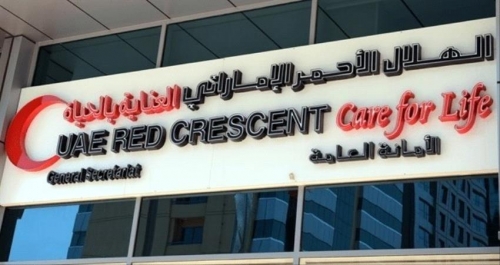 الهلال الأحمر الإماراتي العناية بالحياة
UAE RED CRESCENT Care for Life
General Secretariat الأمانة العامة